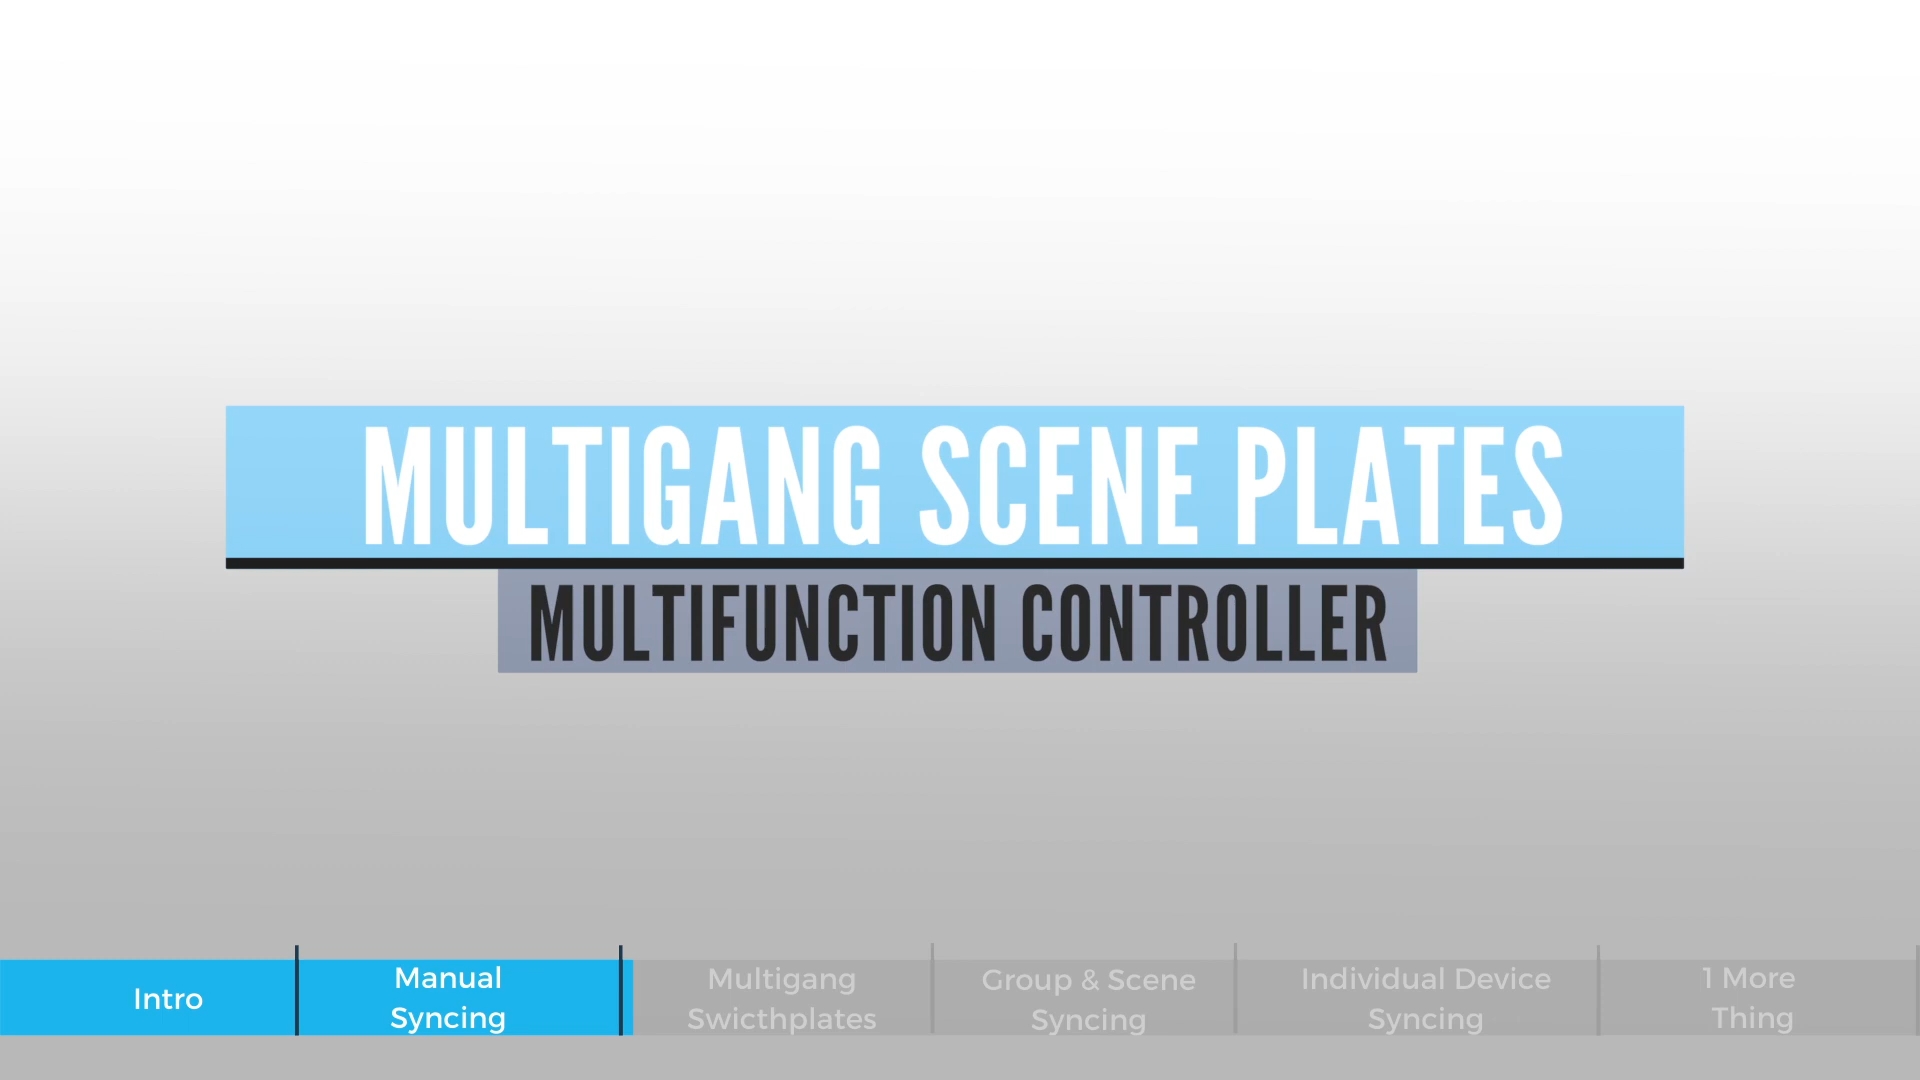 MULTIGANG SCENE PLATES
MULTIFUNCTION CONTROLLER
Intro
Manual
Syncing
Multigang
Swicthplates
Group & Scene
Syncing
Individual Device
Syncing
1 More
Thing